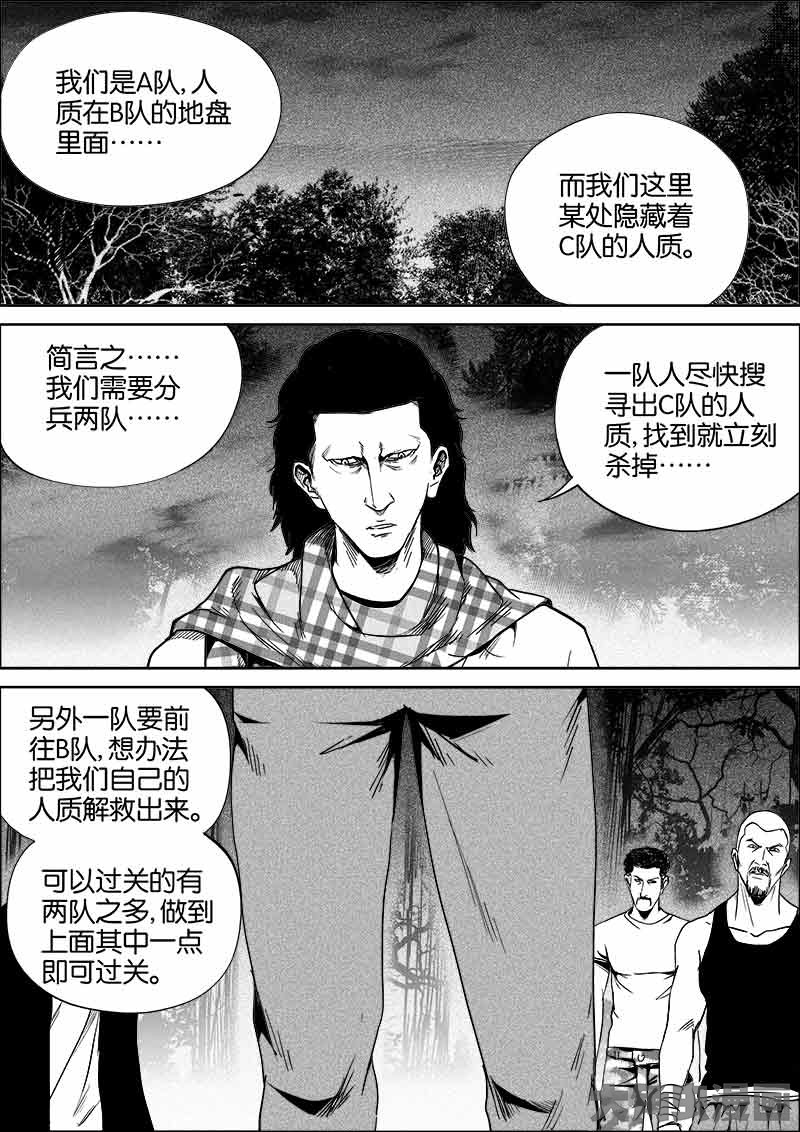 我们是A队,人
质在B队的地盘
里面……
而我们这里
某处隐藏着
C队的人质。
简言之……
我们需要分
兵两队……
一队人尽快搜
寻出C队的人
质,找到就立刻
杀掉……
另外一队要前
往B队,想办法
把我们自己的
人质解救出来。
可以过关的有
两队之多,做到
上面其中一点
即可过关。